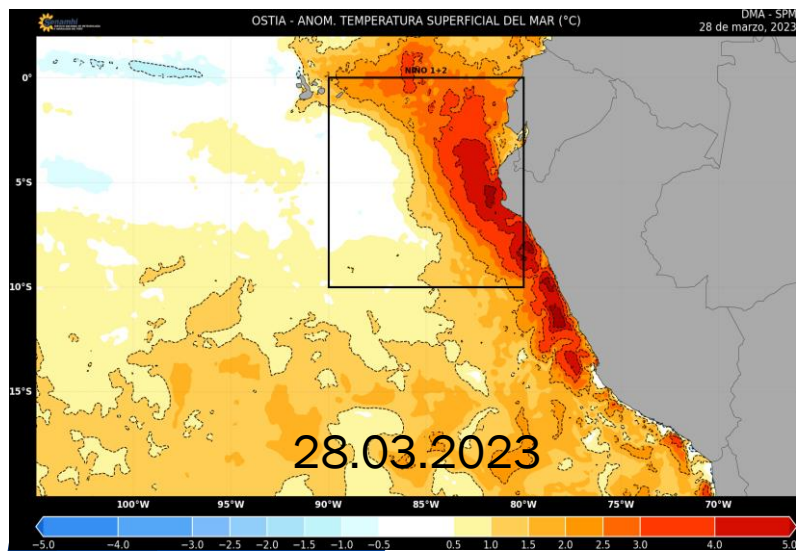 Senamhi
OSTIA - ANOM. TEMPERATURA SUPERFICIAL DEL MAR (°C)
DMA - SPM
28 de marzo, 2023
NIÑO 1+2
0°
5°S
10°S
15°S
28.03.2023
100°W 95°W 90°W 85°W 80°W 75°W 70°W
−5.0 −4.0 −3.0 −2.5 −2.0 −1.5 −1.0 −0.5 0.5 1.0 1.5 2.0 2.5 3.0 4.0 5.0